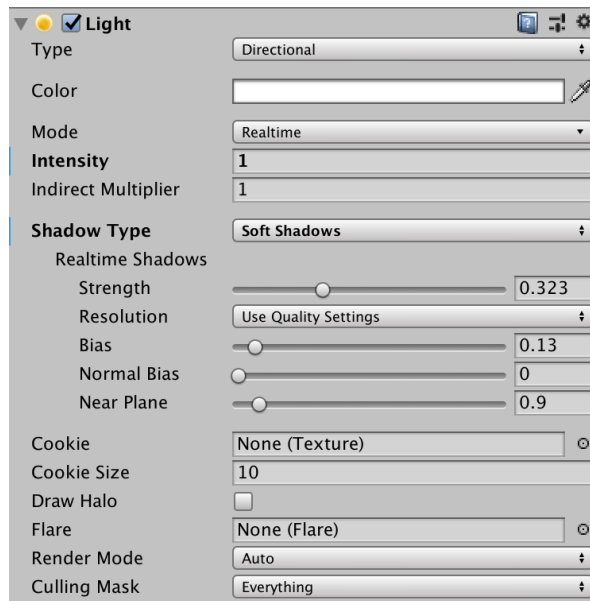 Light
Type Directional
Color
Mode Realtime
Intensity 1
Indirect Multiplier 1
Shadow Type Soft Shadows
Realtime Shadows
Strength 0.323
Resolution Use Quality Settings
Bias 0.13
Normal Bias 0
Near Plane 0.9
Cookie None (Texture)
Cookie Size 10
Draw Halo
Flare None (Flare)
Render Mode Auto
Culling Mask Everything